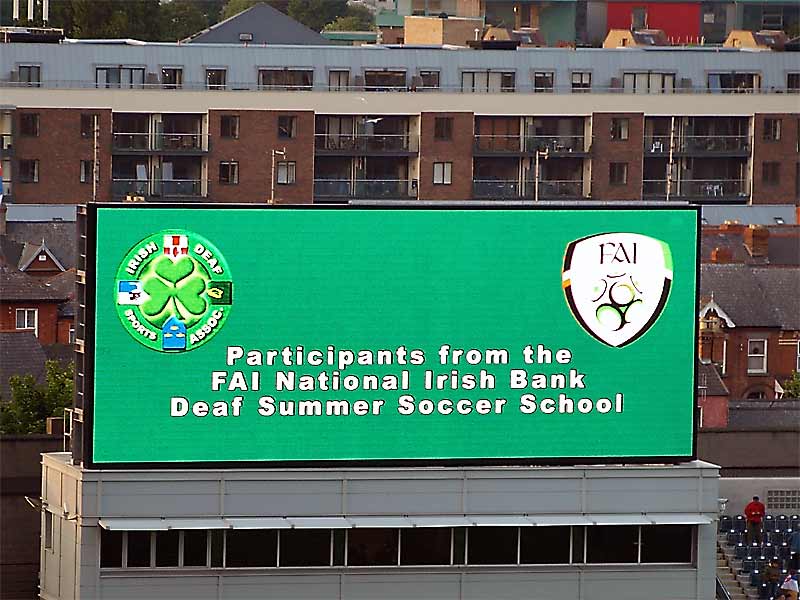 IRISH DEAF
SPORTS ASSOC.
FAI
Participants from the
FAI National Irish Bank
Deaf Summer Soccer School